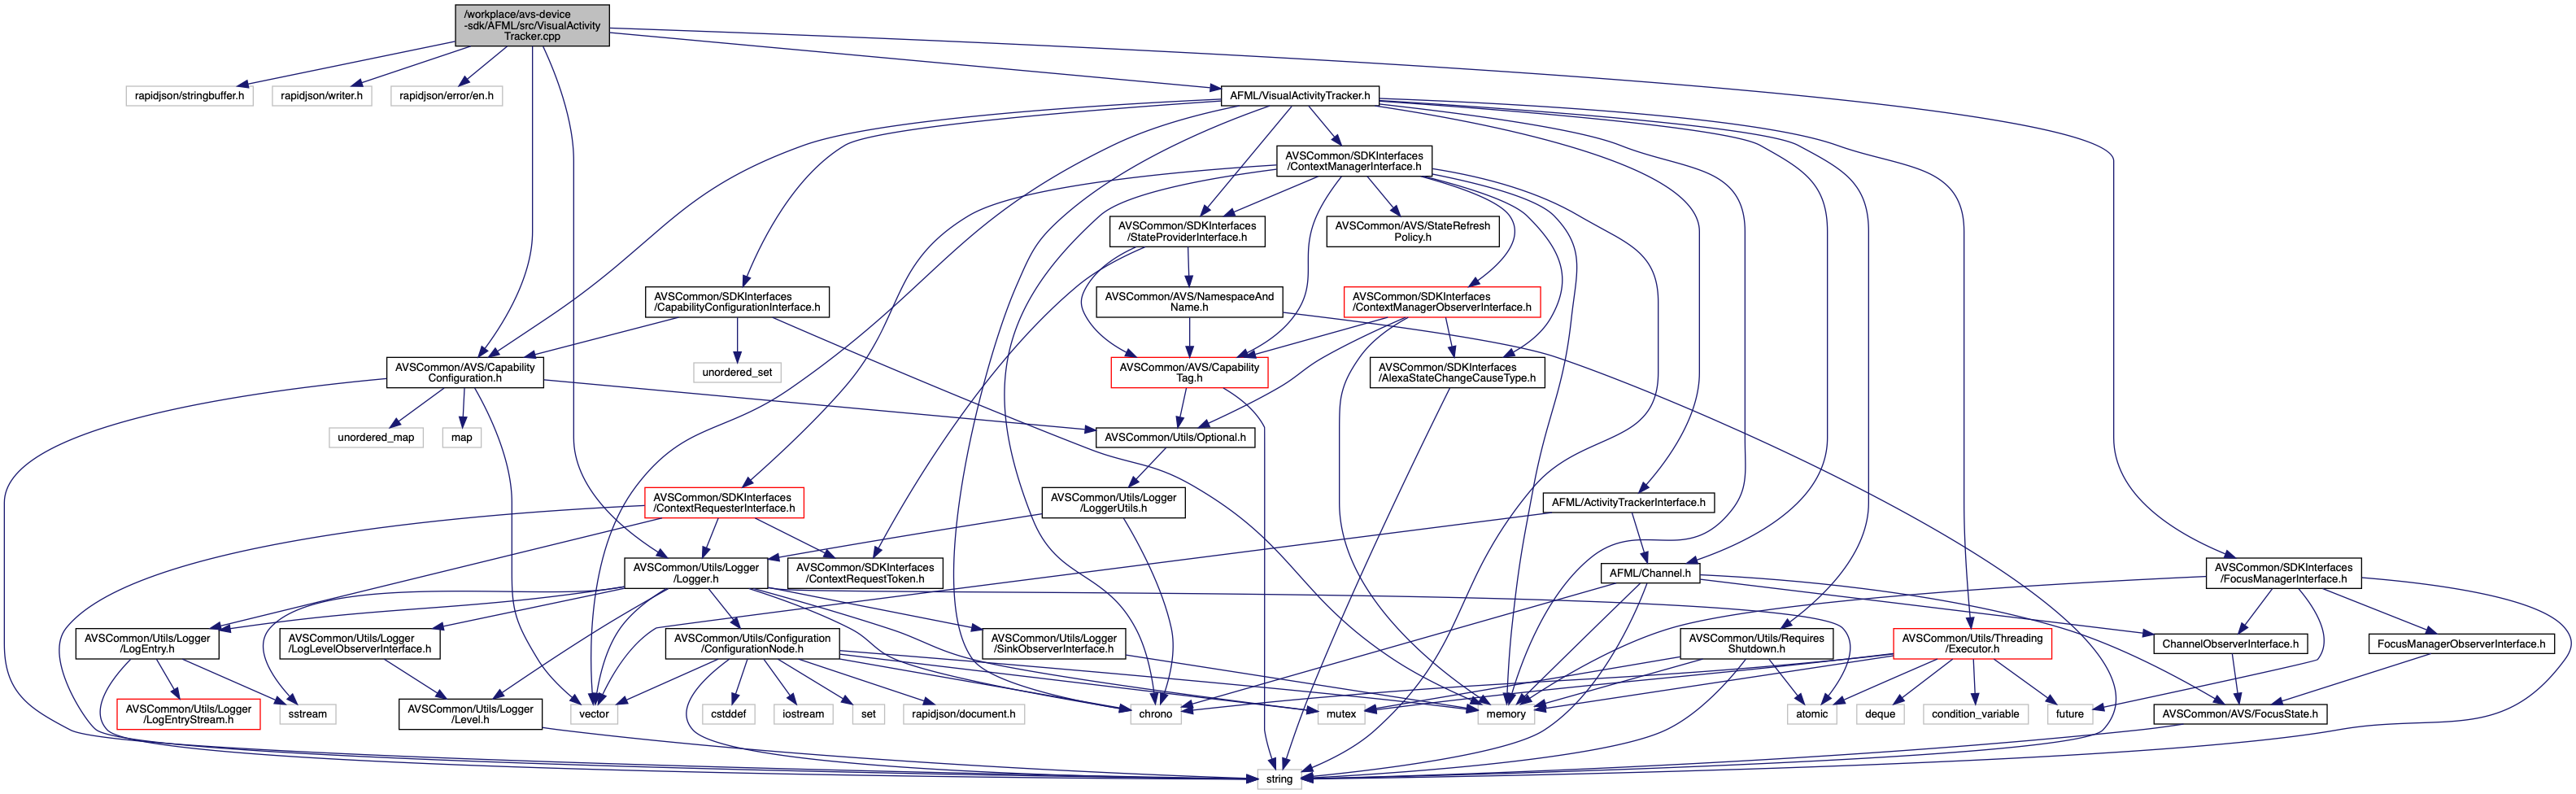 /workplace/avs-device
-sdk/AFML/src/VisualActivity
Tracker.cpp
rapidjson/stringbuffer.h
rapidjson/writer.h
rapidjson/error/en.h
AFML/VisualActivityTracker.h
AVSCommon/SDKInterfaces
/ContextManagerInterface.h
AVSCommon/SDKInterfaces
/StateProviderInterface.h
AVSCommon/AVS/StateRefresh
Policy.h
AVSCommon/SDKInterfaces
/CapabilityConfigurationInterface.h
AVSCommon/AVS/NamespaceAnd
Name.h
AVSCommon/SDKInterfaces
/ContextManagerObserverInterface.h
AVSCommon/AVS/Capability
Configuration.h
unordered_set
AVSCommon/AVS/Capability
Tag.h
AVSCommon/SDKInterfaces
/AlexaStateChangeCauseType.h
unordered_map
map
AVSCommon/Utils/Optional.h
AVSCommon/SDKInterfaces
/ContextRequesterInterface.h
AVSCommon/Utils/Logger
/LoggerUtils.h
AFML/ActivityTrackerInterface.h
AVSCommon/Utils/Logger
/Logger.h
AVSCommon/SDKInterfaces
/ContextRequestToken.h
AFML/Channel.h
AVSCommon/SDKInterfaces
/FocusManagerInterface.h
AVSCommon/Utils/Logger
/LogEntry.h
AVSCommon/Utils/Logger
/LogLevelObserverInterface.h
AVSCommon/Utils/Configuration
/ConfigurationNode.h
AVSCommon/Utils/Logger
/SinkObserverInterface.h
AVSCommon/Utils/Requires
Shutdown.h
AVSCommon/Utils/Threading
/Executor.h
ChannelObserverInterface.h
FocusManagerObserverInterface.h
AVSCommon/Utils/Logger
/LogEntryStream.h
sstream
AVSCommon/Utils/Logger
/Level.h
vector
cstddef
iostream
set
rapidjson/document.h
chrono
mutex
memory
atomic
deque
condition_variable
future
AVSCommon/AVS/FocusState.h
string